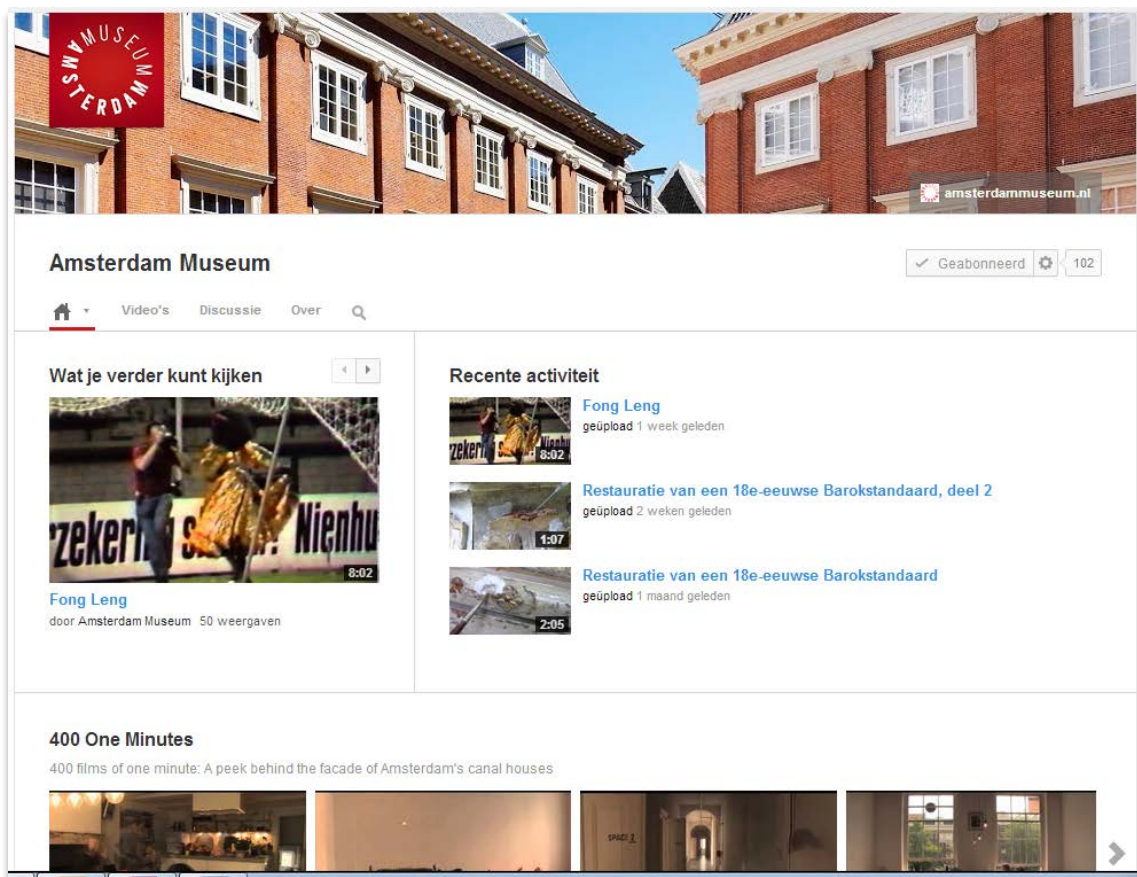 AMSTERDAM MUSEUM
amsterdammuseum.nl
Amsterdam Museum
Geabonneerd 102
Video's Discussie Over
Wat je verder kunt kijken
zekering Nienhu
8:02
Fong Leng
door Amsterdam Museum 50 weergaven
Recente activiteit
8:02
Fong Leng
geüpload 1 week geleden
1:07
Restauratie van een 18e-eeuwse Barokstandaard, deel 2
geüpload 2 weken geleden
2:05
Restauratie van een 18e-eeuwse Barokstandaard
geüpload 1 maand geleden
400 One Minutes
400 films of one minute: A peek behind the facade of Amsterdam's canal houses
SPACE 2